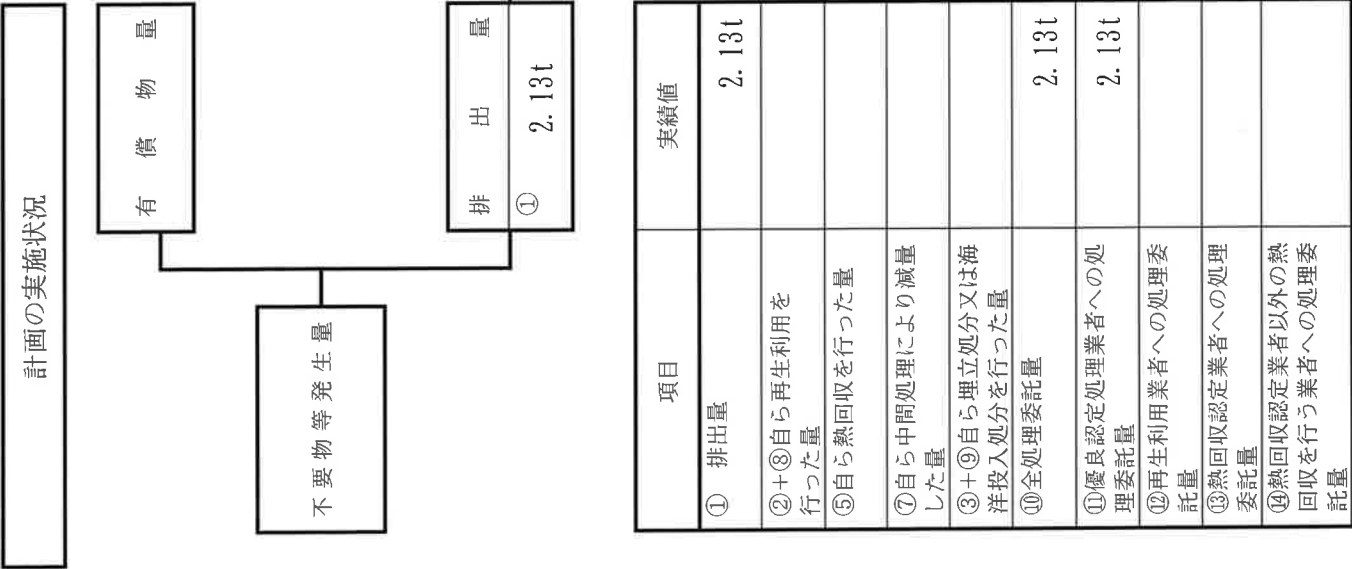 計画の実施状況
有償物量
不要物等発生量
排出量
① 2.13t
項目 実績値
① 排出量 2.13t
②+⑧自ら再生利用を
行った量
⑤自ら熱回収を行った量
⑦自ら中間処理により減量
した量
③+⑨自ら埋立処分又は海
洋投入処分を行った量
⑩全処理委託量 2.13t
⑪優良認定処理業者への処
理委託量 2.13t
⑫再生利用業者への処理委
託量
⑬熱回収認定業者への処理
委託量
⑭熱回収認定業者以外の熱
回収を行う業者への処理委
託量